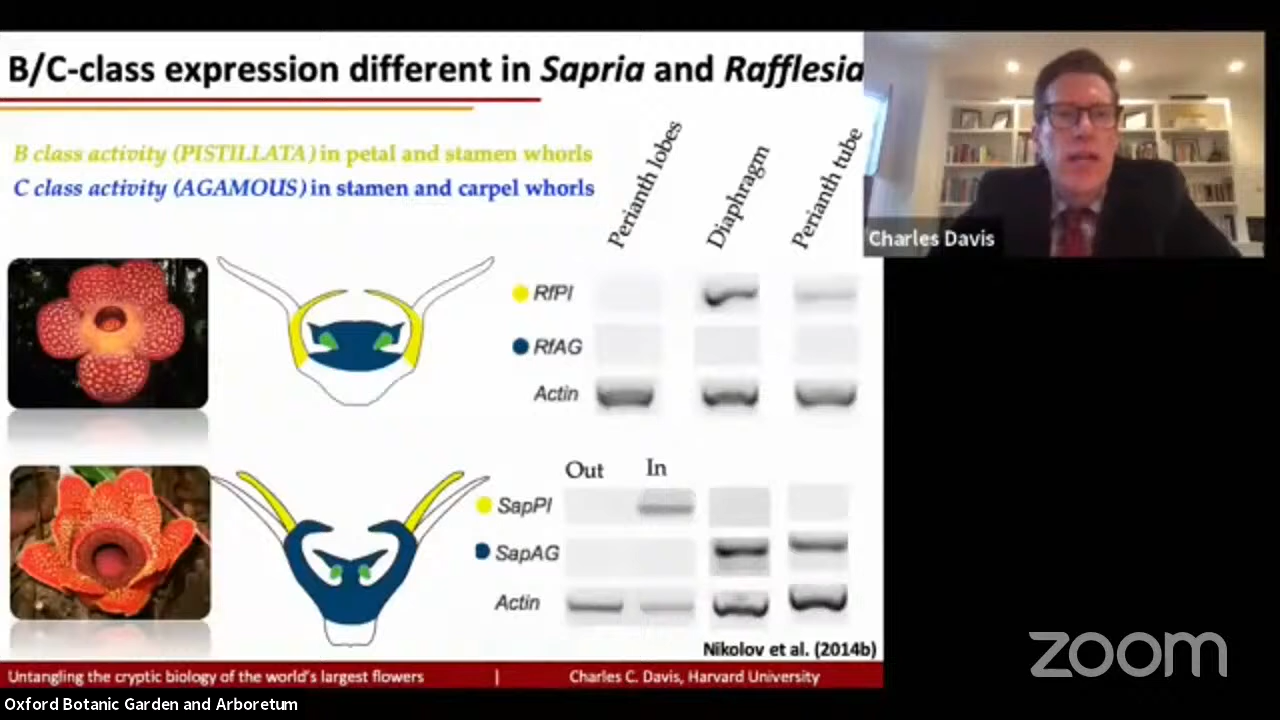 B/C-class expression different in Sapria and Rafflesia
B class activity (PISTILLATA) in petal and stamen whorls
C class activity (AGAMOUS) in stamen and carpel whorls
Perianth lobes
Diaphragm
Perianth tube
Charles Davis
RfPI
RfAG
Actin
Out In
SapPI
SapAG
Actin
Nikolov et al. (2014b)
zoom
Untangling the cryptic biology of the world's largest flowers | Charles C. Davis, Harvard University
Oxford Botanic Garden and Arboretum